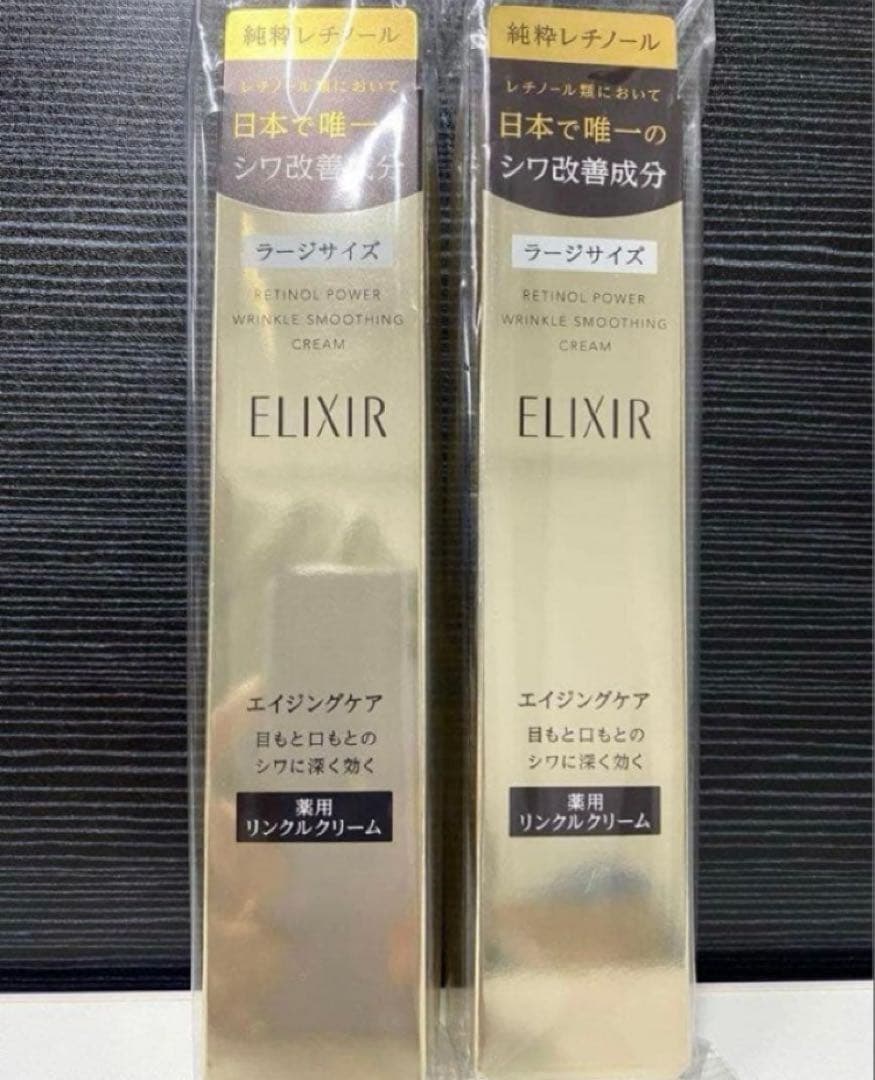 純粋レチノール
レチノール類において
日本で唯一
シワ改善成分
ラージサイズ
RETINOL POWER
WRINKLE SMOOTHING
CREAM
ELIXIR
エイジングケア
目もと口もとの
シワに深く効く
薬用
リンクルクリーム
純粋レチノール
レチノール類において
日本で唯一の
シワ改善成分
ラージサイズ
RETINOL POWER
WRINKLE SMOOTHING
CREAM
ELIXIR
エイジングケア
目もと口もとの
シワに深く効く
薬用
リンクルクリーム